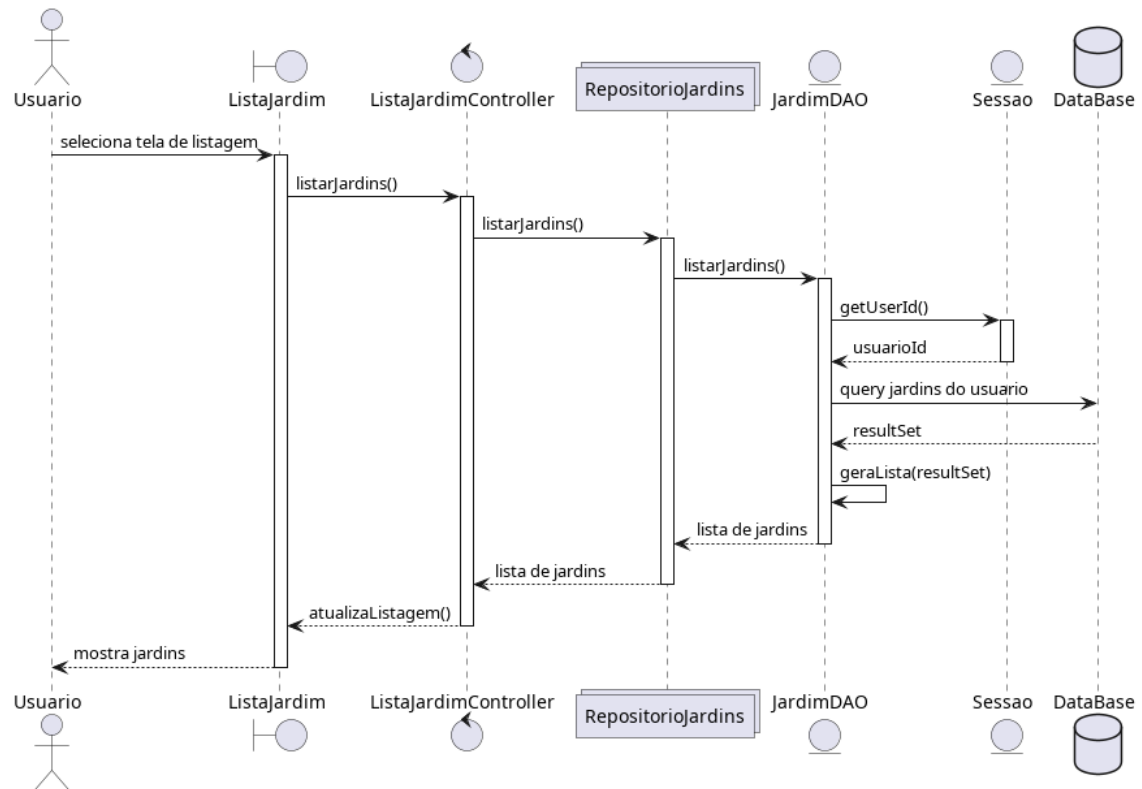 Usuario
ListaJardim
ListaJardimController
RepositorioJardins
JardimDAO
Sessao
DataBase
seleciona tela de listagem
listarJardins()
listarJardins()
listarJardins()
getUserId()
usuarioId
query jardins do usuario
resultSet
geraLista(resultSet)
lista de jardins
lista de jardins
atualizaListagem()
mostra jardins
Usuario
ListaJardim
ListaJardimController
RepositorioJardins
JardimDAO
Sessao
DataBase